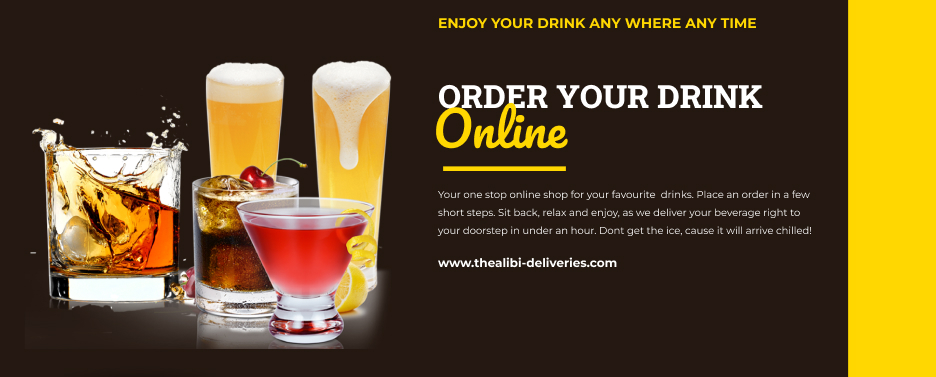 ENJOY YOUR DRINK ANY WHERE ANY TIME
ORDER YOUR DRINK
Online
Your one stop online shop for your favourite  drinks. Place an order in a few
short steps. Sit back, relax and enjoy, as we deliver your beverage right to
your doorstep in under an hour. Dont get the ice, cause it will arrive chilled!
www.thealibi-deliveries.com